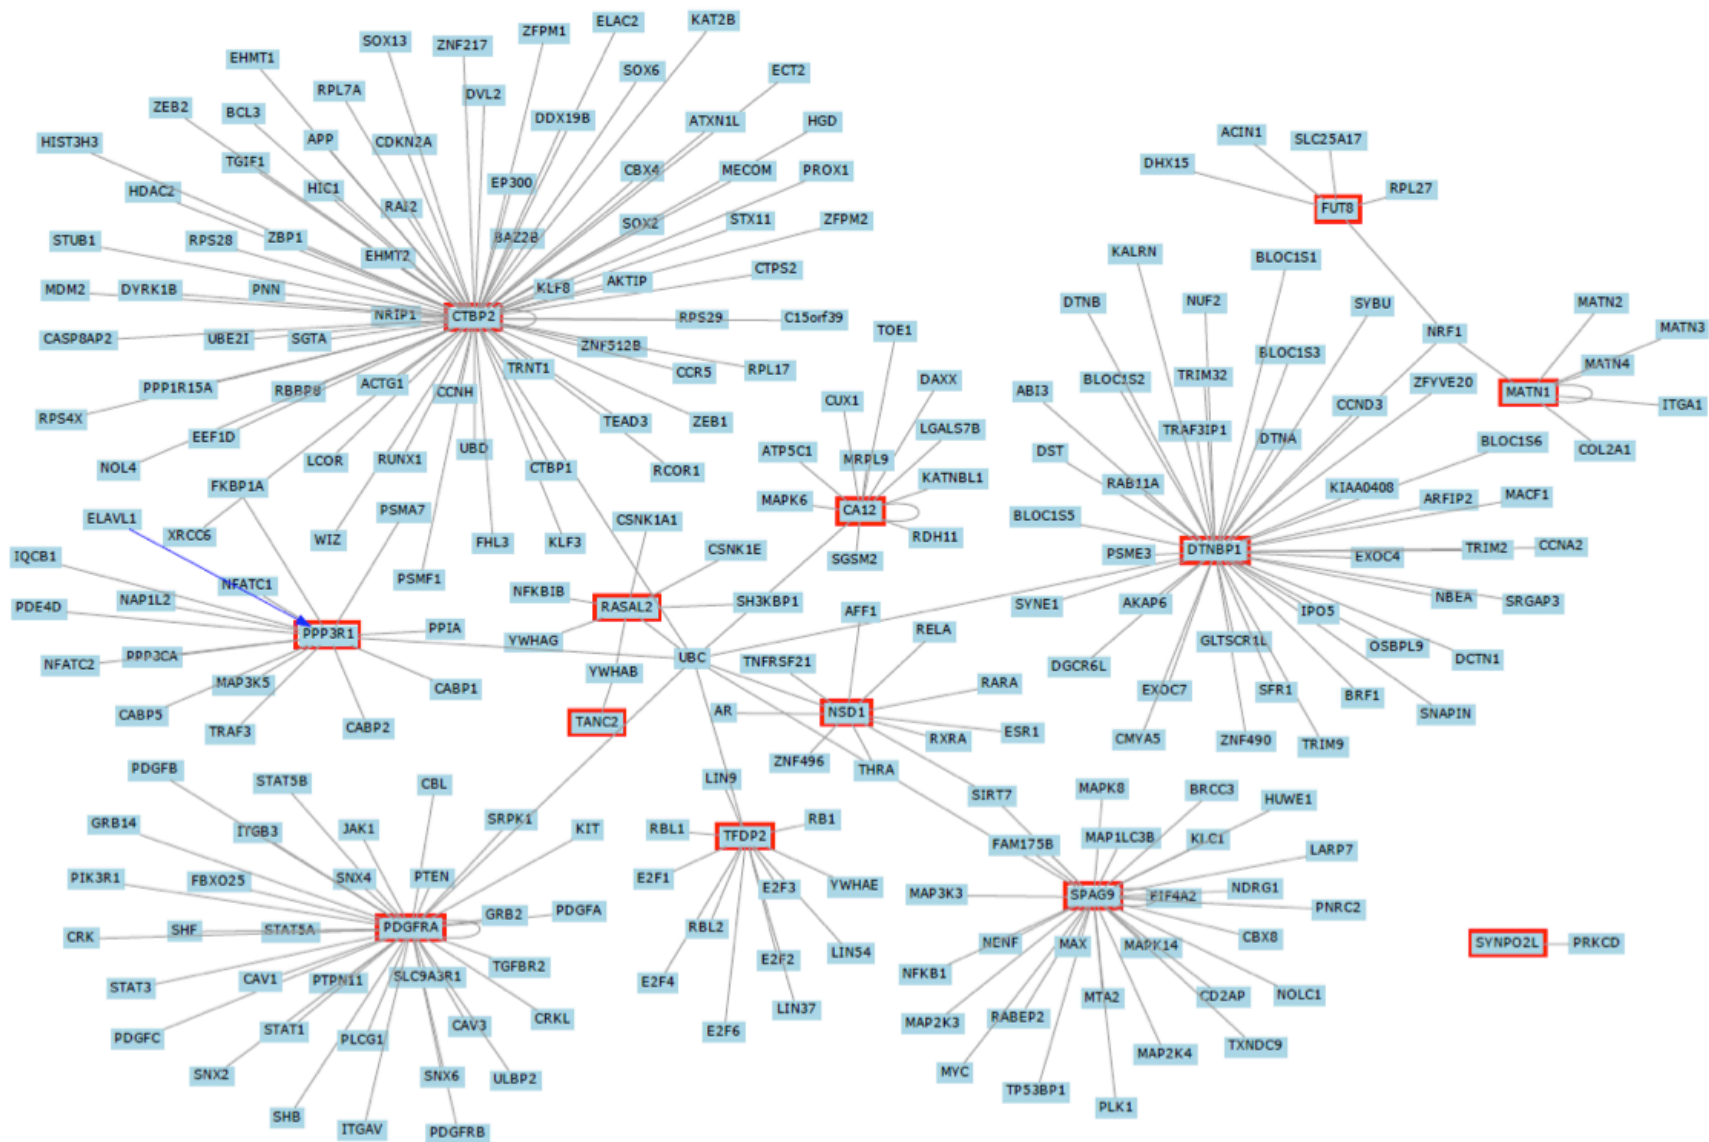 KAT2B
ELAC2
ZFPM1
SOX13
ZNF217
EHMT1
SOX6
ECT2
RPL7A
DVL2
ZEB2
BCL3
DDX19B
ATXN1L
HGD
ACIN1
SLC25A17
HIST3H3
APP
CDKN2A
TGIF1
DHX15
CBX4
MECOM
PROX1
HDAC2
HIC1
EP300
RPL27
RAI2
FUT8
SOX2
STX11
ZFPM2
STUB1
RPS28
ZBP1
BAZ2B
KALRN
BLOC1S1
EHMT2
CTPS2
MDM2
DYRK1B
PNN
KLF8
AKTIP
DTNB
NUF2
SYBU
MATN2
NRIP1
CTBP2
RPS29
C15orf39
TOE1
NRF1
MATN3
CASP8AP2
UBE2I
SGTA
ZNF512B
BLOC1S3
MATN4
TRNT1
CCR5
RPL17
BLOC1S2
TRIM32
ZFYVE20
PPP1R15A
RBBP8
ACTG1
CCNH
DAXX
ABI3
MATN1
CUX1
CCND3
ITGA1
RPS4X
TEAD3
ZEB1
LGALS7B
TRAF3IP1
EEF1D
DTNA
BLOC1S6
COL2A1
UBD
ATP5C1
MRPL9
DST
NOL4
LCOR
RUNX1
CTBP1
RCOR1
KATNBL1
RAB11A
KIAA0408
ARFIP2
MACF1
FKBP1A
MAPK6
CA12
ELAVL1
PSMA7
CSNK1A1
BLOC1S5
XRCC6
WIZ
FHL3
KLF3
RDH11
DTNBP1
TRIM2
CCNA2
IQCB1
CSNK1E
SGSM2
PSME3
EXOC4
NFATC1
PSMF1
NFKBIB
NAP1L2
RASAL2
SH3KBP1
AFF1
SYNE1
AKAP6
IPO5
NBEA
SRGAP3
PDE4D
PPP3R1
PPIA
YWHAG
RELA
GLTSCR1L
OSBPL9
NFATC2
PPP3CA
UBC
TNFRSF21
DGCR6L
DCTN1
YWHAB
MAP3K5
CABP1
RARA
EXOC7
SFR1
BRF1
CABP5
TANC2
AR
NSD1
SNAPIN
TRAF3
CABP2
RXRA
ESR1
CMYA5
ZNF490
TRIM9
PDGFB
ZNF496
THRA
STAT5B
CBL
LIN9
SIRT7
MAPK8
BRCC3
HUWE1
GRB14
ITGB3
JAK1
SRPK1
KIT
RBL1
TFDP2
RB1
FAM175B
MAP1LC3B
KLC1
LARP7
PIK3R1
FBXO25
SNX4
PTEN
E2F1
E2F3
YWHAE
MAP3K3
SPAG9
KIF4A2
NDRG1
PNRC2
GRB2
PDGFA
CRK
SHF
STAT5A
PDGFRA
RBL2
NENF
MAX
MAPK14
CBX8
SYNPO2L
PRKCD
STAT3
CAV1
PTPN11
SLC9A3R1
TGFBR2
E2F4
E2F2
LIN54
NFKB1
MTA2
CD2AP
NOLC1
PDGFC
STAT1
PLCG1
CAV3
CRKL
E2F6
LIN37
MAP2K3
RABEP2
MAP2K4
TXNDC9
SNX2
SNX6
ULBP2
MYC
TP53BP1
PLK1
SHB
ITGAV
PDGFRB